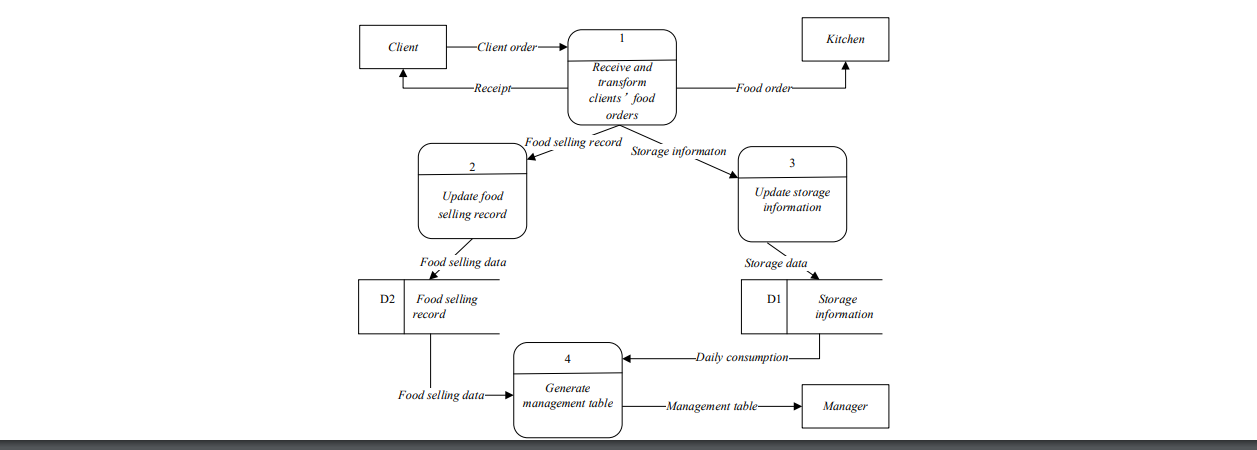 Client
Client order
1
Kitchen
Receive and
transform
clients’ food
orders
Receipt
Food order
Food selling record
Storage informaton
2
Update food
selling record
3
Update storage
information
Food selling data
Storage data
D2
Food selling
record
D1
Storage
information
4
Generate
management table
Daily consumption
Food selling data
Management table
Manager